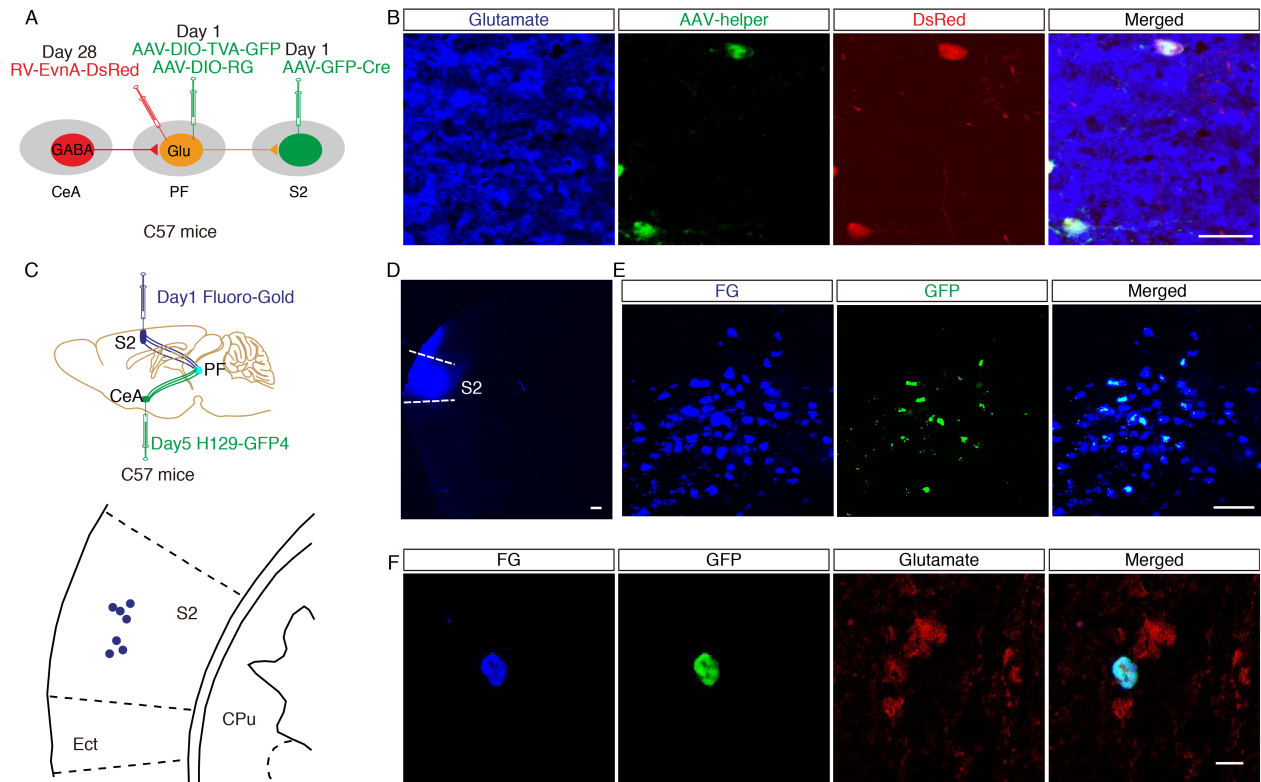 A
Day 28
RV-EvnA-DsRed
Day 1
AAV-DIO-TVA-GFP
AAV-DIO-RG
Day 1
AAV-GFP-Cre
GABA
Glu
CeA
PF
S2
C57 mice
B
Glutamate
AAV-helper
DsRed
Merged
C
Day1 Fluoro-Gold
S2
PF
CeA
Day5 H129-GFP4
C57 mice
S2
CPu
Ect
D
S2
E
FG
GFP
Merged
F
FG
GFP
Glutamate
Merged